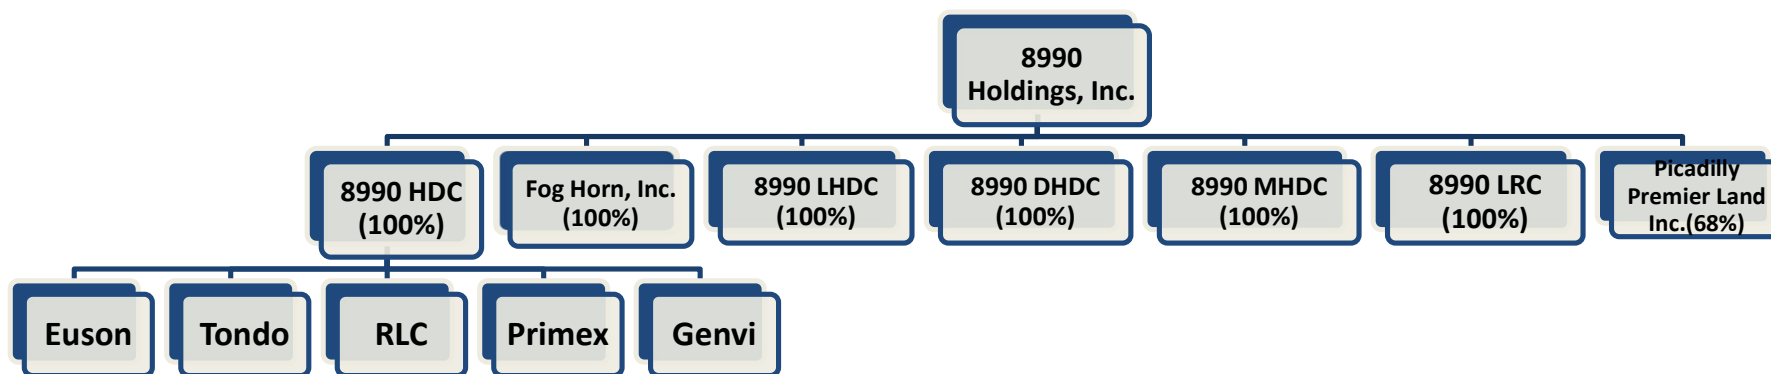 8990
Holdings, Inc.
8990 HDC
(100%)
Fog Horn, Inc.
(100%)
8990 LHDC
(100%)
8990 DHDC
(100%)
8990 MHDC
(100%)
8990 LRC
(100%)
Picadilly
Premier Land
Inc.(68%)
Euson
Tondo
RLC
Primex
Genvi